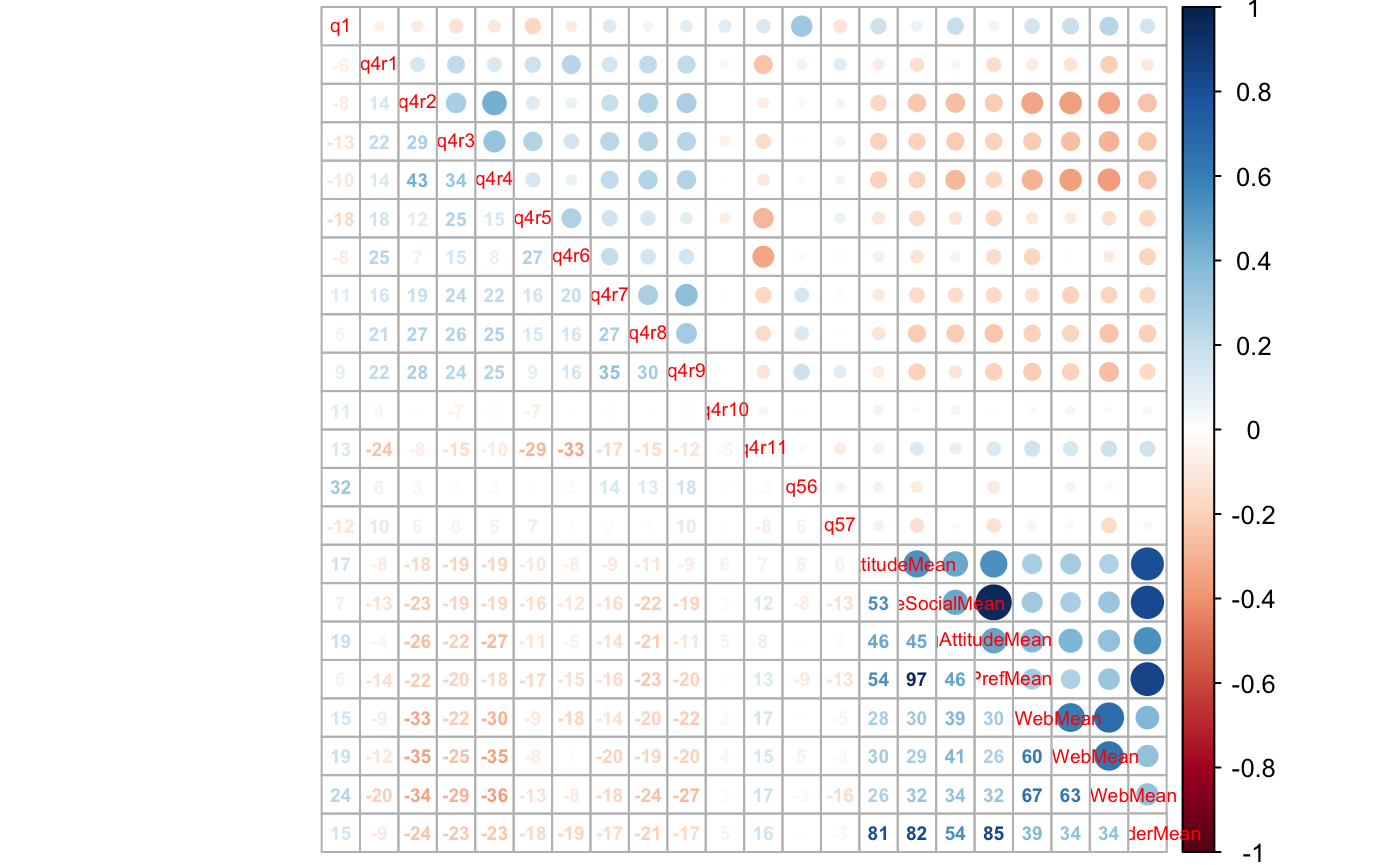 q1 1
-6 q4r1
-8 14 q4r2 0.8
-13 22 29 q4r3
-10 14 43 34 q4r4 0.6
-18 18 12 25 15 q4r5
-8 25 7 15 8 27 q4r6 0.4
11 16 19 24 22 16 20 q4r7
6 21 27 26 25 15 16 27 q4r8 0.2
9 22 28 24 25 9 16 35 30 q4r9
11 4 -7 -7 q4r10 0
13 -24 -8 -15 -10 -29 -33 -17 -15 -12 -5 q4r11
32 6 3 3 3 14 13 18 -3 q56 -0.2
-12 10 6 6 5 7 10 -8 6 q57
17 -8 -18 -19 -19 -10 -8 -9 -11 -9 6 7 6 6 titudeMean -0.4
7 -13 -23 -19 -19 -16 -12 -16 -22 -19 12 -8 -13 53 eSocialMean
19 -4 -26 -22 -27 -11 -5 -14 -21 -11 5 8 3 46 45 AttitudeMean
6 -14 -22 -20 -18 -17 -15 -16 -23 -20 13 -9 -13 54 97 46 PrefMean -0.6
15 -9 -33 -22 -30 -9 -18 -14 -20 -22 3 17 -5 28 30 39 30 WebMean
19 -12 -35 -25 -35 -8 -20 -19 -20 4 15 5 -3 30 29 41 26 60 WebMean -0.8
24 -20 -34 -29 -36 -13 -8 -18 -24 -27 3 17 -3 -16 26 32 34 32 67 63 WebMean
15 -9 -24 -23 -23 -18 -19 -17 -21 -17 5 16 -3 81 82 54 85 39 34 34 derMean -1